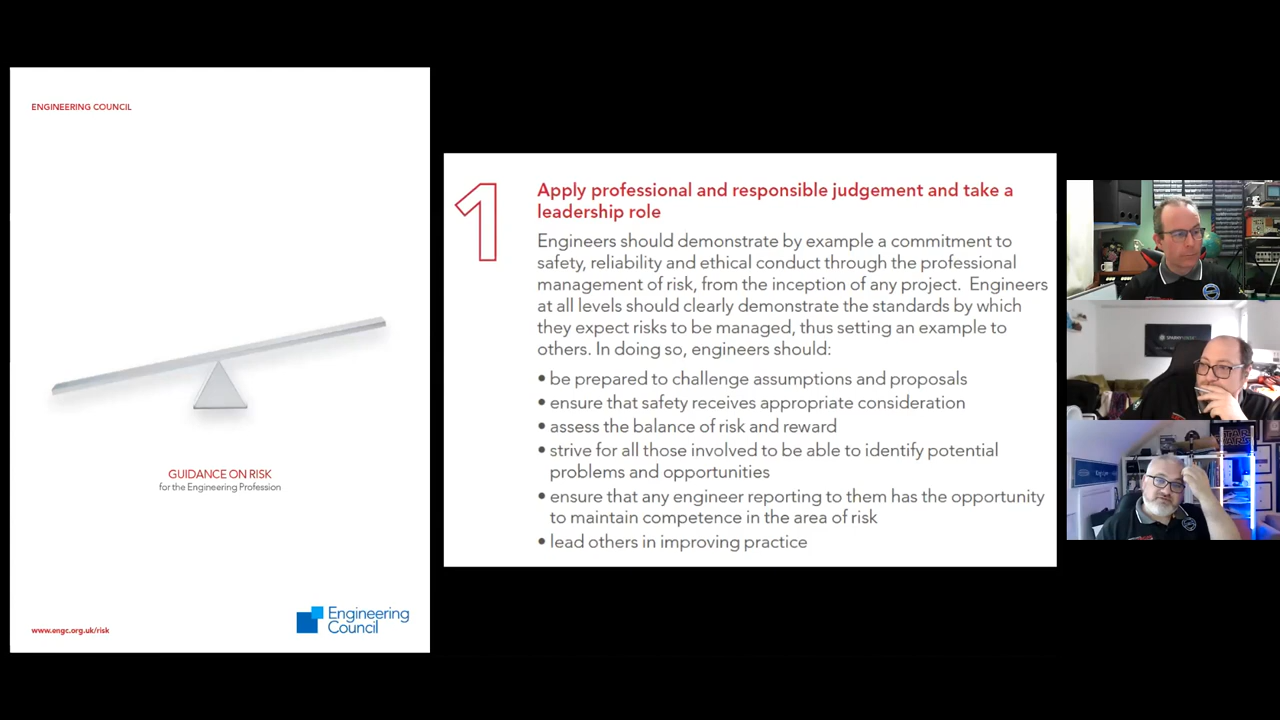 ENGINEERING COUNCIL
GUIDANCE ON RISK
for the Engineering Profession
www.engc.org.uk/risk
Engineering
Council
1
Apply professional and responsible judgement and take a
leadership role
Engineers should demonstrate by example a commitment to
safety, reliability and ethical conduct through the professional
management of risk, from the inception of any project. Engineers
at all levels should clearly demonstrate the standards by which
they expect risks to be managed, thus setting an example to
others. In doing so, engineers should:
• be prepared to challenge assumptions and proposals
• ensure that safety receives appropriate consideration
• assess the balance of risk and reward
• strive for all those involved to be able to identify potential
problems and opportunities
• ensure that any engineer reporting to them has the opportunity
to maintain competence in the area of risk
• lead others in improving practice
STAR
WARS